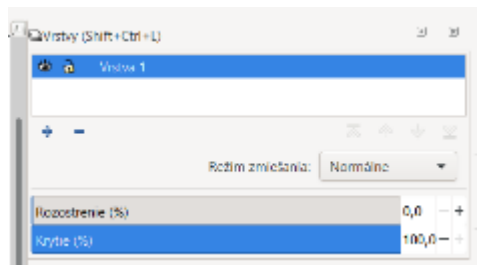 Vrstvy (Shift+Ctrl+L)
Vrstva 1
Režim zmiešania: Normálne
Rozostrenie (%) 0,0
Krytie (%) 100,0